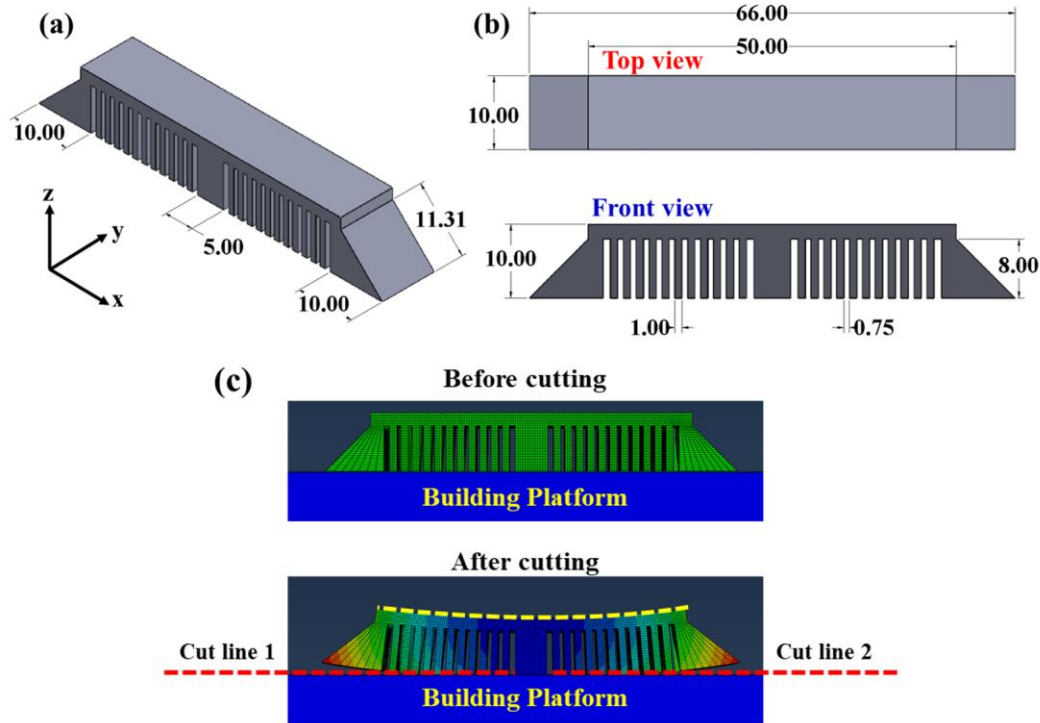 (a)
10.00
5.00
10.00
11.31
z
y
x
(b)
66.00
50.00
Top view
10.00
Front view
10.00
8.00
1.00
0.75
(c)
Before cutting
Building Platform
After cutting
Cut line 1
Cut line 2
Building Platform